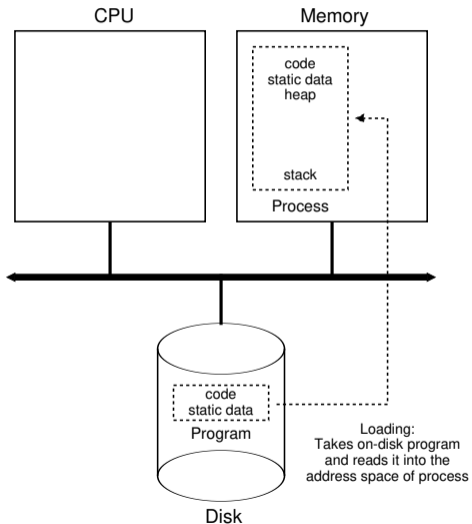 CPU
Memory
code
static data
heap
stack
Process
code
static data
Program
Loading:
Takes on-disk program
and reads it into the
address space of process
Disk